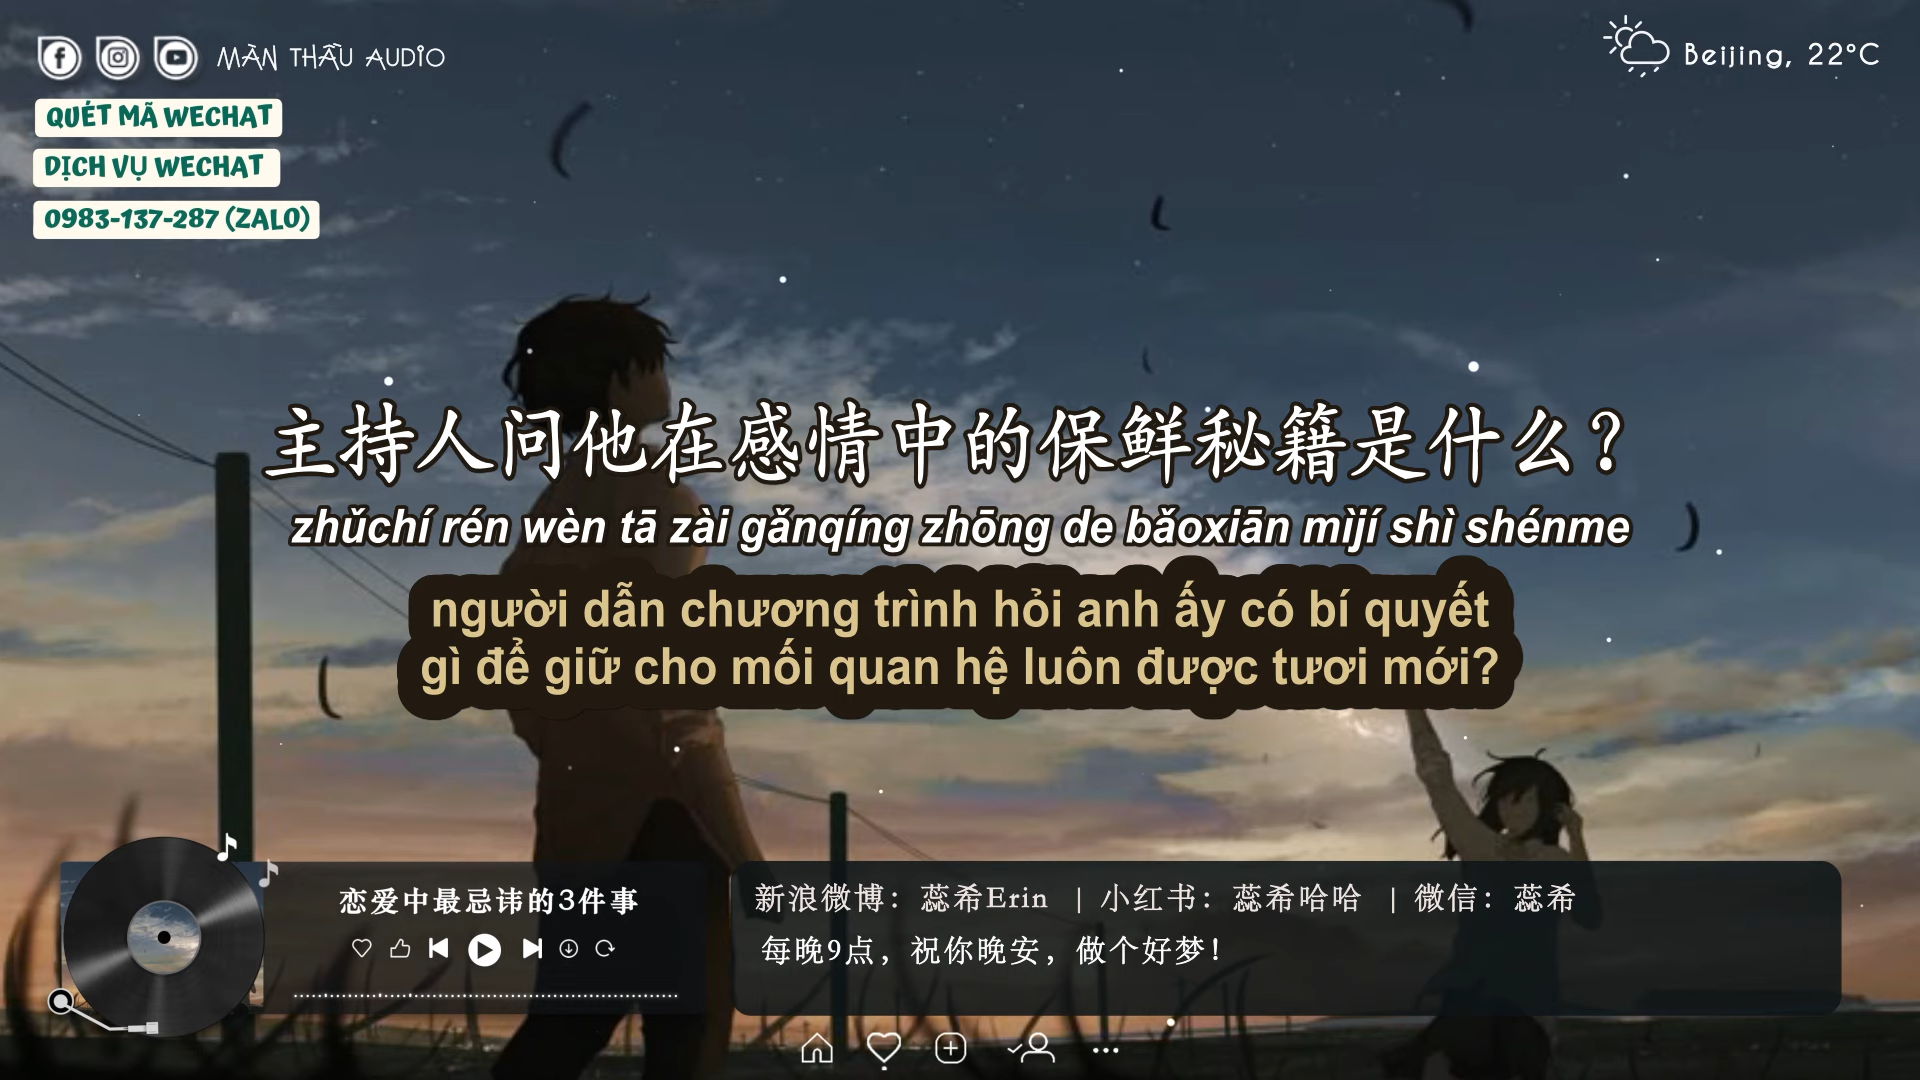 MÀN THẦU AUDIO
Beijing, 22°C
QUÉT MÃ WECHAT
DỊCH VỤ WECHAT
0983-137-287 (ZALO)
主持人问他在感情中的保鲜秘籍是什么？
zhǔchí rén wèn tā zài gǎnqíng zhōng de bǎoxiān mìjí shì shénme
người dẫn chương trình hỏi anh ấy có bí quyết
gì để giữ cho mối quan hệ luôn được tươi mới?
恋爱中最忌讳的3件事
新浪微博：蕊希Erin | 小红书：蕊希哈哈 | 微信：蕊希
每晚9点，祝你晚安，做个好梦！